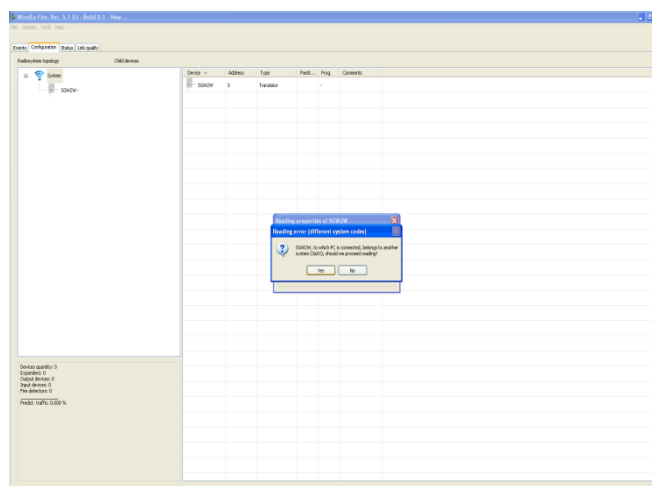 WireEx Fire, Ver. 5.1 EU - Build 0.1 - New...
File Options Tools Help
Events Configuration Status Link quality
Radiosystem topology Child devices
System
SGW2W -
Device Address Type Partit... Prog. Comments
SGW2W 0 Translator -
Reading properties of SGW2W
Reading error (different system codes)
SGW2W, to which PC is connected, belongs to another
system (3a00); should we proceed reading?
Yes No
Devices quantity: 0
Expanders: 0
Output devices: 0
Input devices: 0
Fire detectors: 0
Predict. traffic: 0.000 %